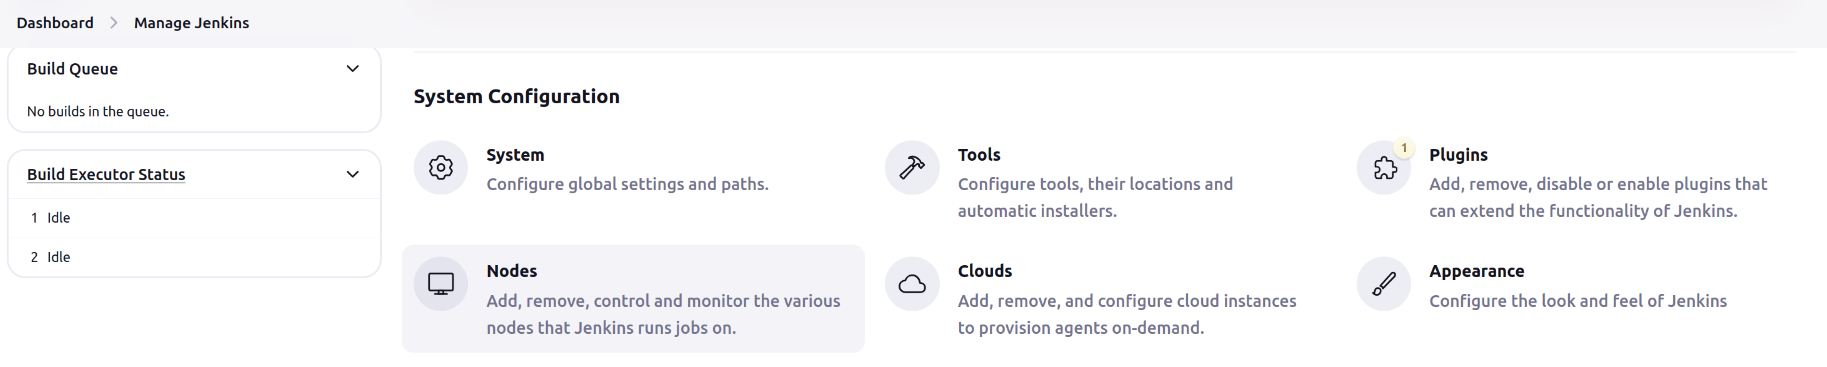 Dashboard > Manage Jenkins
Build Queue
No builds in the queue.
Build Executor Status
1 Idle
2 Idle
System Configuration
System
Configure global settings and paths.
Tools
Configure tools, their locations and
automatic installers.
1
Plugins
Add, remove, disable or enable plugins that
can extend the functionality of Jenkins.
Nodes
Add, remove, control and monitor the various
nodes that Jenkins runs jobs on.
Clouds
Add, remove, and configure cloud instances
to provision agents on-demand.
Appearance
Configure the look and feel of Jenkins